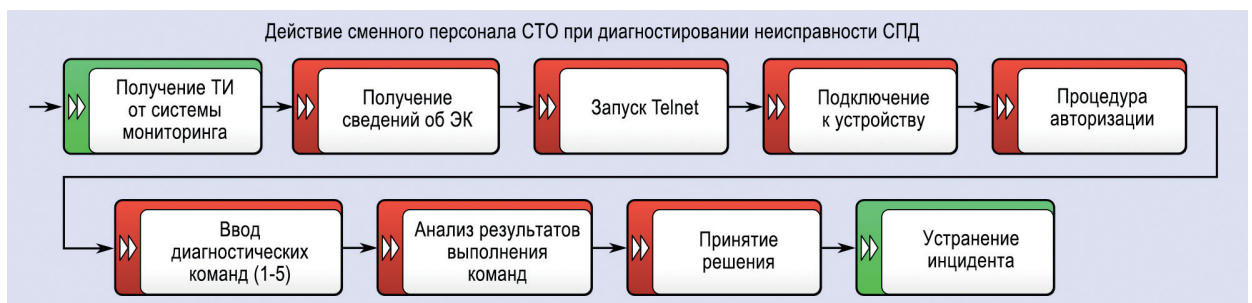 Действие сменного персонала СТО при диагностировании неисправности СПД
Получение ТИ
от системы
мониторинга
Получение
сведений об ЭК
Запуск Telnet
Подключение
к устройству
Процедура
авторизации
Ввод
диагностических
команд (1-5)
Анализ результатов
выполнения
команд
Принятие
решения
Устранение
инцидента